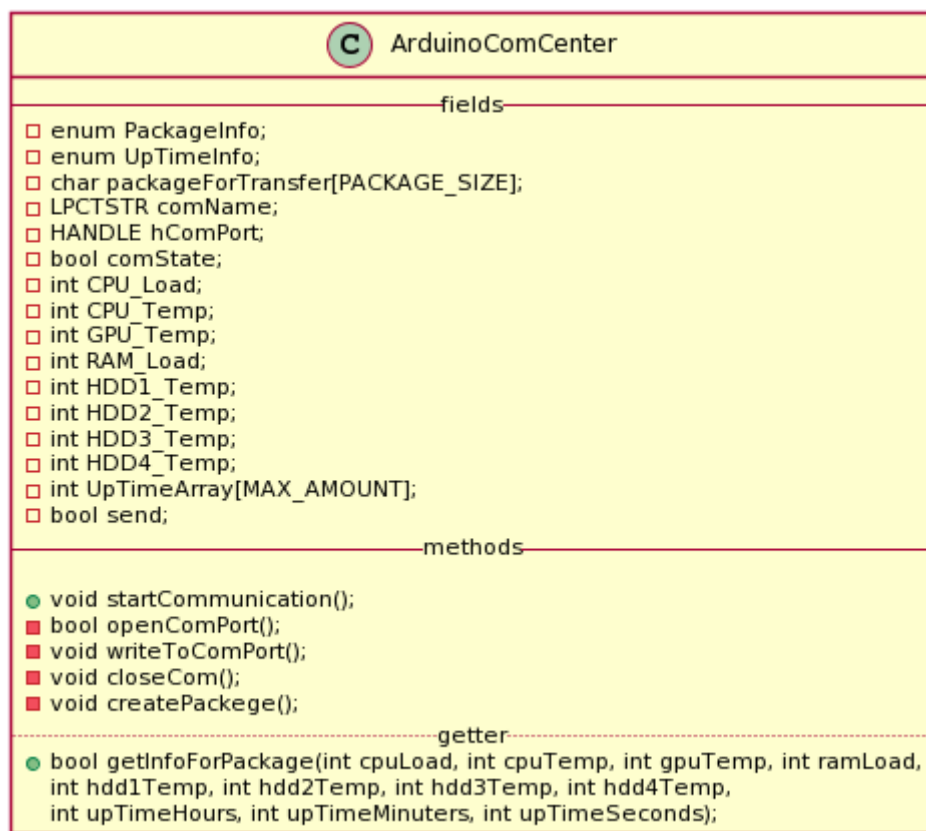 C ArduinoComCenter
fields
enum PackageInfo;
enum UpTimeInfo;
char packageForTransfer[PACKAGE_SIZE];
LPCTSTR comName;
HANDLE hComPort;
bool comState;
int CPU_Load;
int CPU_Temp;
int GPU_Temp;
int RAM_Load;
int HDD1_Temp;
int HDD2_Temp;
int HDD3_Temp;
int HDD4_Temp;
int UpTimeArray[MAX_AMOUNT];
bool send;
methods
void startCommunication();
bool openComPort();
void writeToComPort();
void closeCom();
void createPackege();
getter
bool getInfoForPackage(int cpuLoad, int cpuTemp, int gpuTemp, int ramLoad,
int hdd1Temp, int hdd2Temp, int hdd3Temp, int hdd4Temp,
int upTimeHours, int upTimeMinuters, int upTimeSeconds);